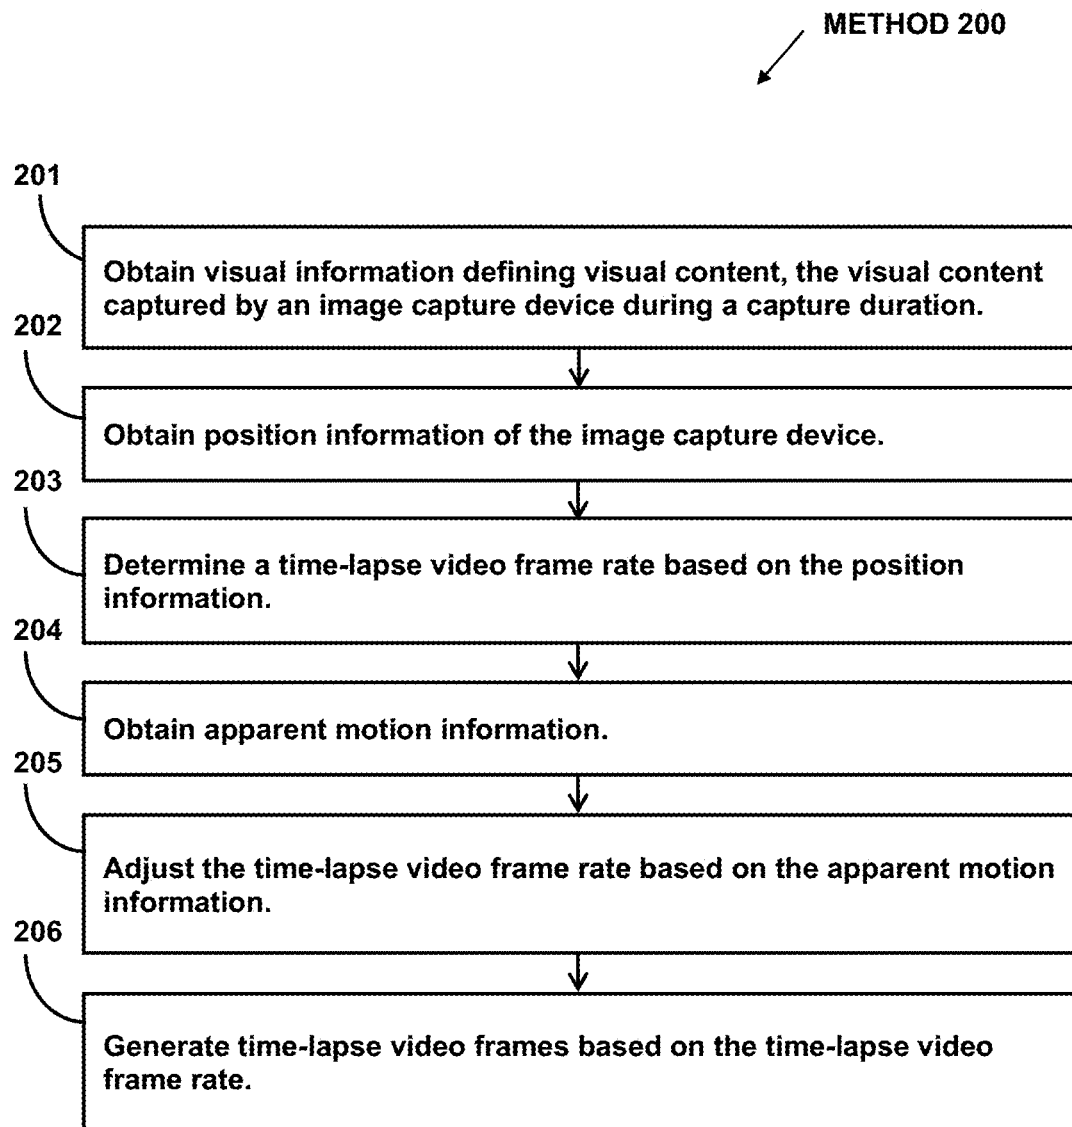 METHOD 200
201
Obtain visual information defining visual content, the visual content
captured by an image capture device during a capture duration.
202
Obtain position information of the image capture device.
203
Determine a time-lapse video frame rate based on the position
information.
204
Obtain apparent motion information.
205
Adjust the time-lapse video frame rate based on the apparent motion
information.
206
Generate time-lapse video frames based on the time-lapse video
frame rate.